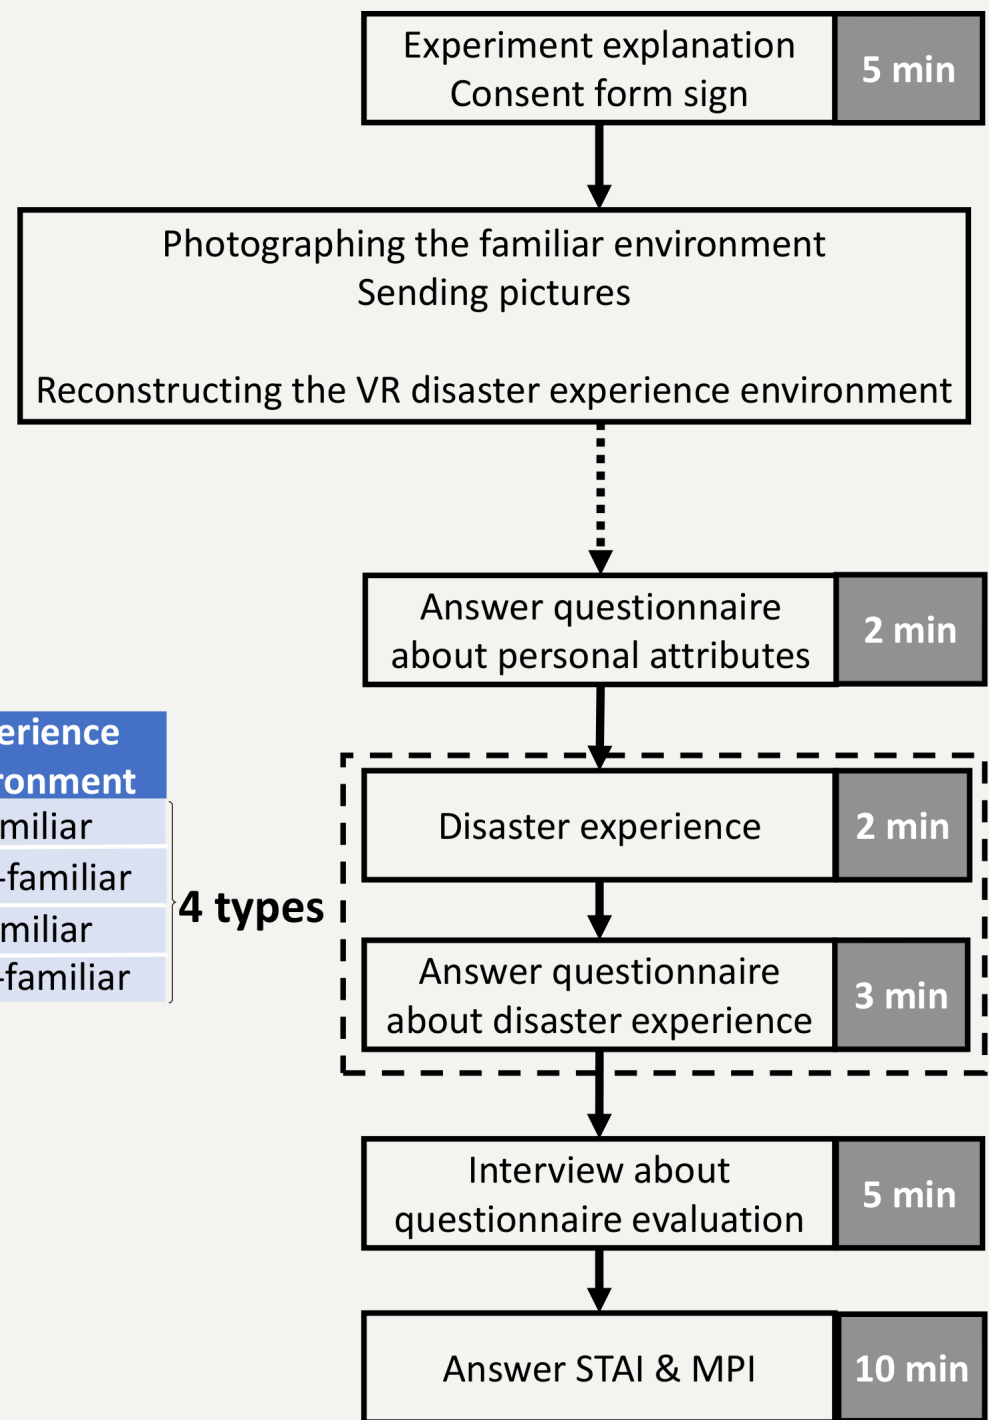 Experiment explanation
Consent form sign
5 min
Photographing the familiar environment
Sending pictures
Reconstructing the VR disaster experience environment
Answer questionnaire
about personal attributes
2 min
erience
ronment
miliar
-familiar
miliar
-familiar
4 types
Disaster experience
2 min
Answer questionnaire
about disaster experience
3 min
Interview about
questionnaire evaluation
5 min
Answer STAI & MPI
10 min